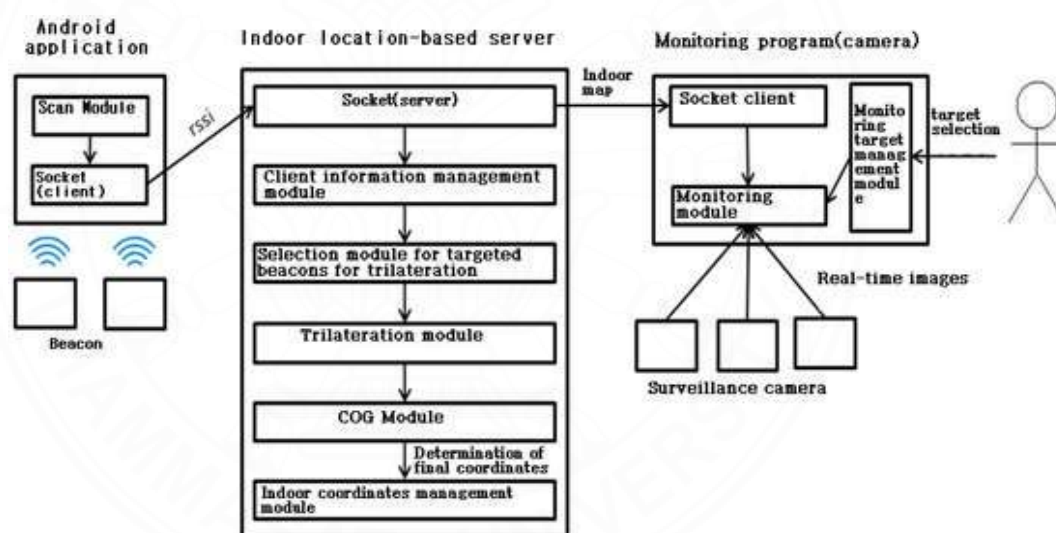 Android
application
Indoor location-based server
Monitoring program(camera)
Scan Module
Socket
(client)
rssi
Beacon
Socket(server)
Client information management
module
Selection module for targeted
beacons for trilateration
Trilateration module
COG Module
Determination of
final coordinates
Indoor coordinates management
module
Indoor
map
Socket client
Monitoring
module
Monito
ring
target
manag
ement
modul
e
target
selection
Real-time images
Surveillance camera